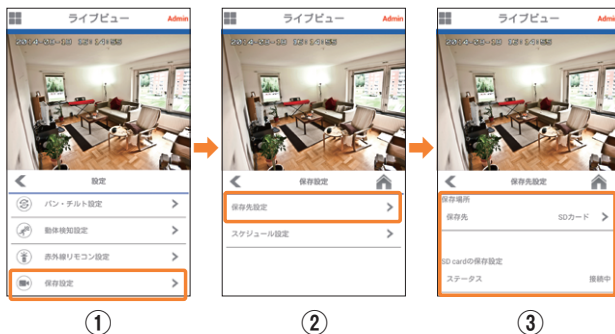 ライブビュー Admin
設定
パン・チルト設定
動体検知設定
赤外線リモコン設定
保存設定
①
ライブビュー Admin
保存設定
保存先設定
スケジュール設定
②
ライブビュー Admin
保存先設定
保存場所
保存先 SDカード
SD cardの保存設定
ステータス 接続中
③